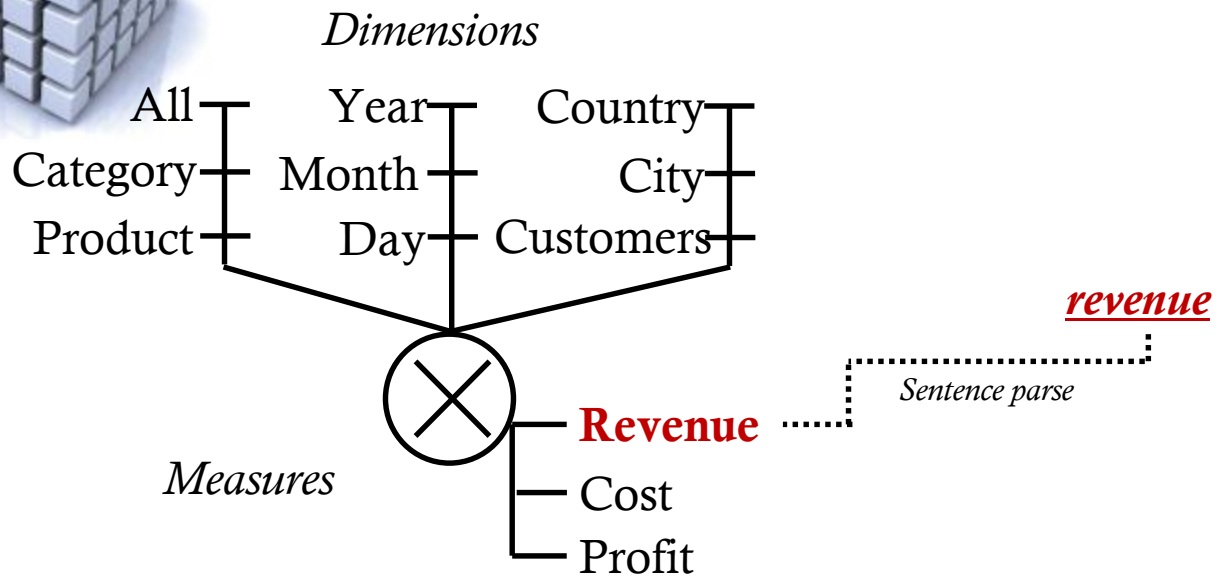 Dimensions
All Year Country
Category Month City
Product Day Customers
revenue
Sentence parse
Revenue
Measures
Cost
Profit